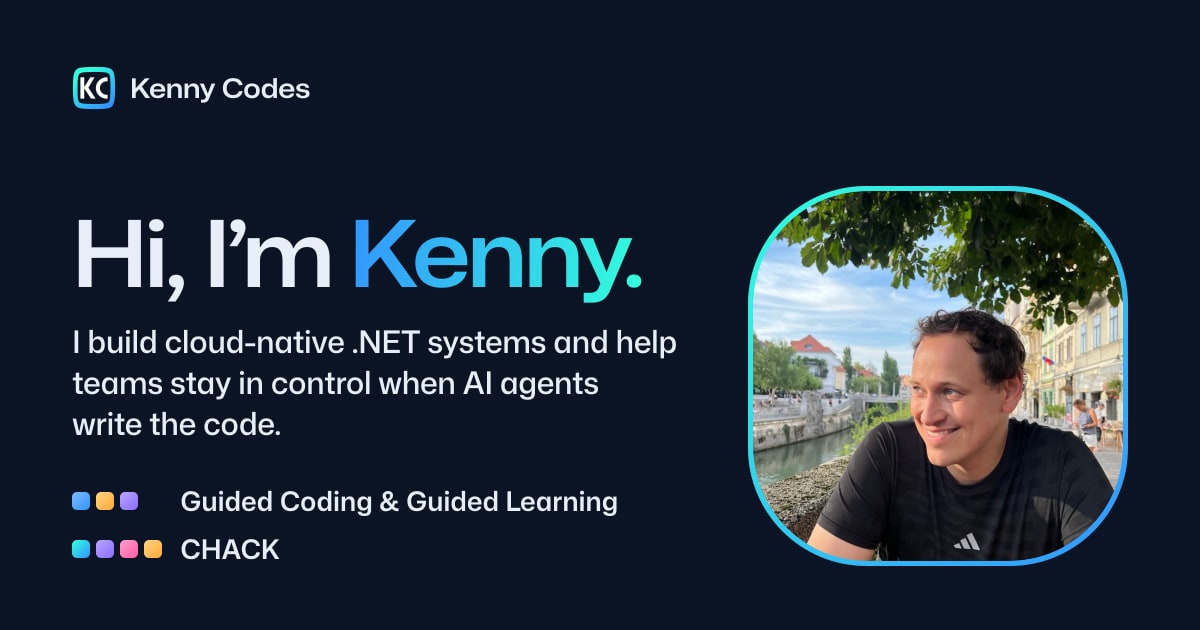 KC
Kenny Codes
Hi, I’m Kenny.
I build cloud-native .NET systems and help
teams stay in control when AI agents
write the code.
Guided Coding & Guided Learning
CHACK